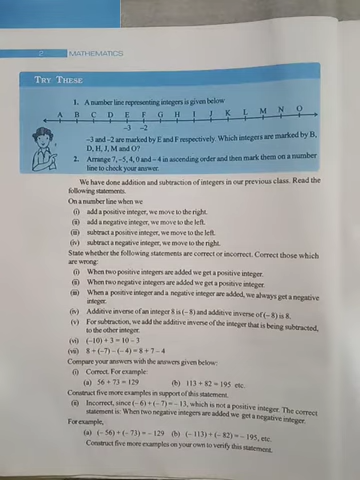 2 MATHEMATICS
TRY THESE
1. A number line representing integers is given below
A B C D E F G H I J K L M N O
–3 –2
–3 and –2 are marked by E and F respectively. Which integers are marked by B,
D, H, J, M and O?
2. Arrange 7, –5, 4, 0 and – 4 in ascending order and then mark them on a number
line to check your answer.
We have done addition and subtraction of integers in our previous class. Read the
following statements.
On a number line when we
(i) add a positive integer, we move to the right.
(ii) add a negative integer, we move to the left.
(iii) subtract a positive integer, we move to the left.
(iv) subtract a negative integer, we move to the right.
State whether the following statements are correct or incorrect. Correct those which
are wrong:
(i) When two positive integers are added we get a positive integer.
(ii) When two negative integers are added we get a positive integer.
(iii) When a positive integer and a negative integer are added, we always get a negative
integer.
(iv) Additive inverse of an integer 8 is (– 8) and additive inverse of (– 8) is 8.
(v) For subtraction, we add the additive inverse of the integer that is being subtracted,
to the other integer.
(vi) (–10) + 3 = 10 – 3
(vii) 8 + (–7) – (– 4) = 8 + 7 – 4
Compare your answers with the answers given below:
(i) Correct. For example:
(a) 56 + 73 = 129 (b) 113 + 82 = 195 etc.
Construct five more examples in support of this statement.
(ii) Incorrect, since (– 6) + (– 7) = – 13, which is not a positive integer. The correct
statement is: When two negative integers are added we get a negative integer.
For example,
(a) (– 56) + (– 73) = – 129 (b) (– 113) + (– 82) = – 195, etc.
Construct five more examples on your own to verify this statement.